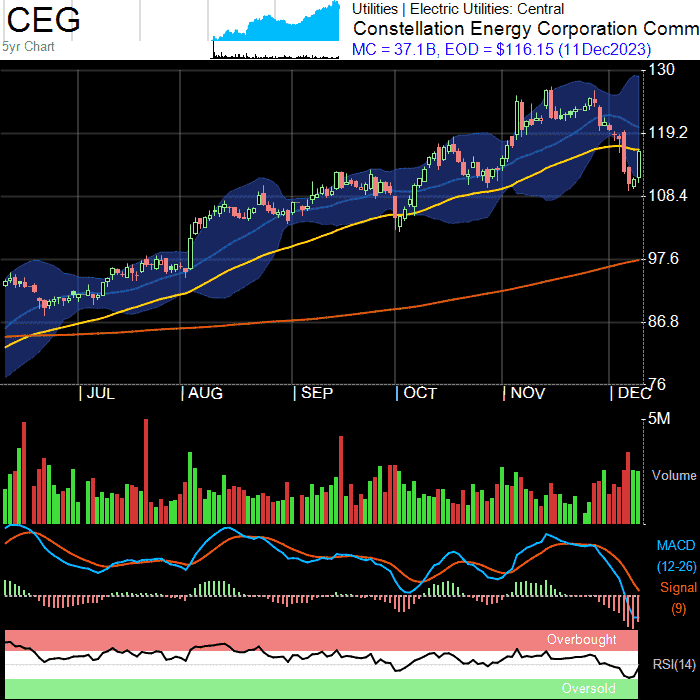 CEG
5yr Chart
Utilities | Electric Utilities: Central
Constellation Energy Corporation Comm
MC = 37.1B, EOD = $116.15 (11Dec2023)
130
119.2
108.4
97.6
86.8
76
JUL AUG SEP OCT NOV DEC
5M
Volume
MACD
(12-26)
Signal
(9)
Overbought
RSI(14)
Oversold